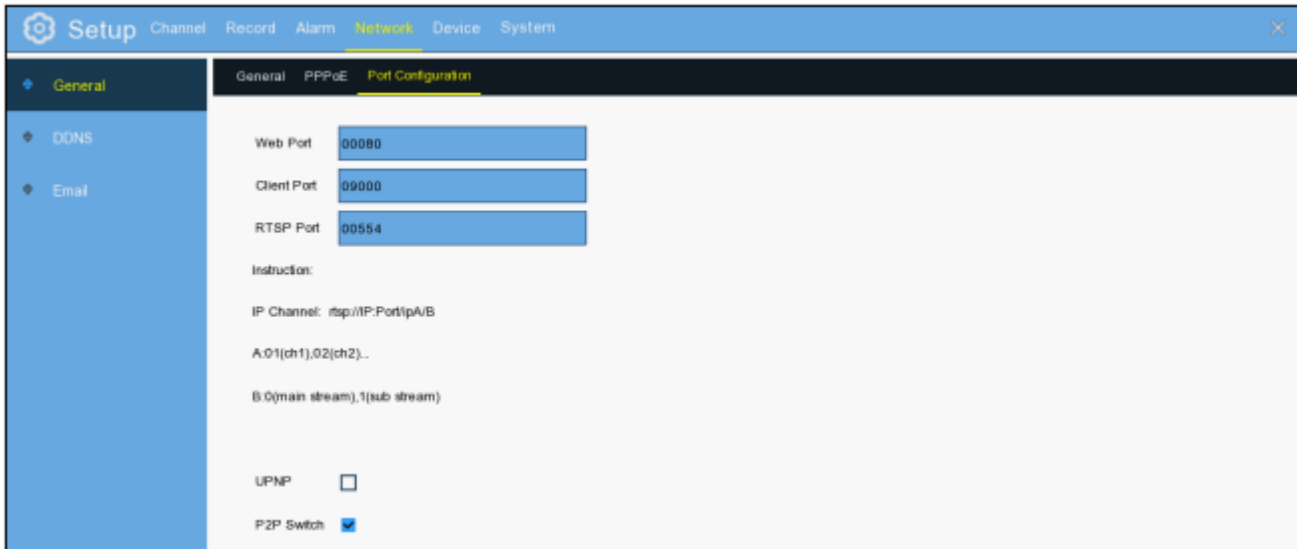 Setup Channel Record Alarm Network Device System
General
DDNS
Email
General PPPoE Port Configuration
Web Port 00080
Client Port 09000
RTSP Port 00554
Instruction:
IP Channel: rtsp://IP:Port/ipA/B
A:01(ch1),02(ch2)...
B:0(main stream),1(sub stream)
UPNP
P2P Switch